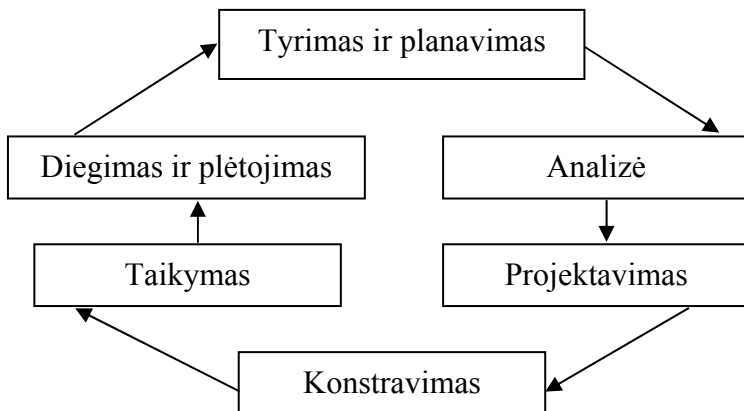 Tyrimas ir planavimas
Diegimas ir plėtojimas
Analizė
Taikymas
Projektavimas
Konstravimas